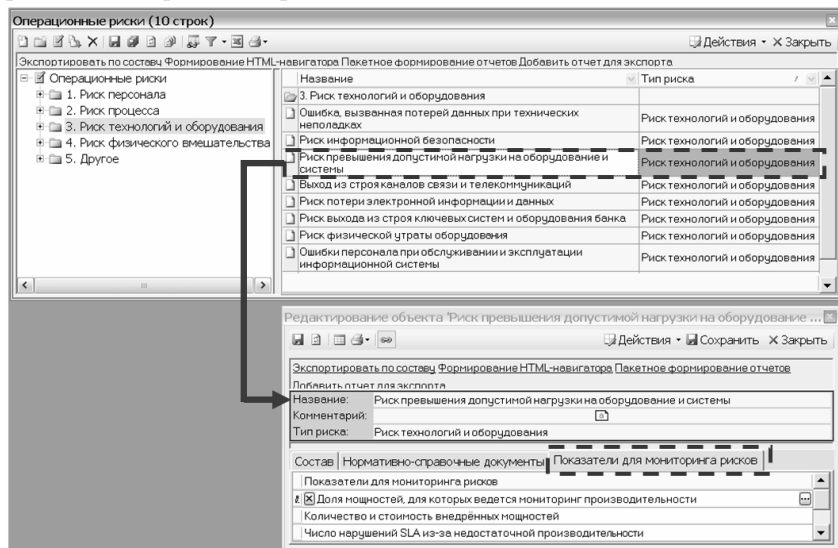 Операционные риски (10 строк)
Действия Закрыть
Экспортировать по составу Формирование HTML-навигатора Пакетное формирование отчетов Добавить отчет для экспорта
Операционные риски
1. Риск персонала
2. Риск процесса
3. Риск технологий и оборудования
4. Риск физического вмешательства
5. Другое
Название Тип риска /
3. Риск технологий и оборудования
Ошибка, вызванная потерей данных при технических
неполадках Риск технологий и оборудования
Риск информационной безопасности Риск технологий и оборудования
Риск превышения допустимой нагрузки на оборудование и
системы Риск технологий и оборудования
Выход из строя каналов связи и телекоммуникаций Риск технологий и оборудования
Риск потери электронной информации и данных Риск технологий и оборудования
Риск выхода из строя ключевых систем и оборудования банка Риск технологий и оборудования
Риск физической утраты оборудования Риск технологий и оборудования
Ошибки персонала при обслуживании и эксплуатации
информационной системы Риск технологий и оборудования
Редактирование объекта 'Риск превышения допустимой нагрузки на оборудование ...
Действия Сохранить Закрыть
Экспортировать по составу Формирование HTML-навигатора Пакетное формирование отчетов
Добавить отчет для экспорта
Название: Риск превышения допустимой нагрузки на оборудование и системы
Комментарий:
Тип риска: Риск технологий и оборудования
Состав Нормативно-справочные документы Показатели для мониторинга рисков
Показатели для мониторинга рисков
Доля мощностей, для которых ведется мониторинг производительности
Количество и стоимость внедрённых мощностей
Число нарушений SLA из-за недостаточной производительности